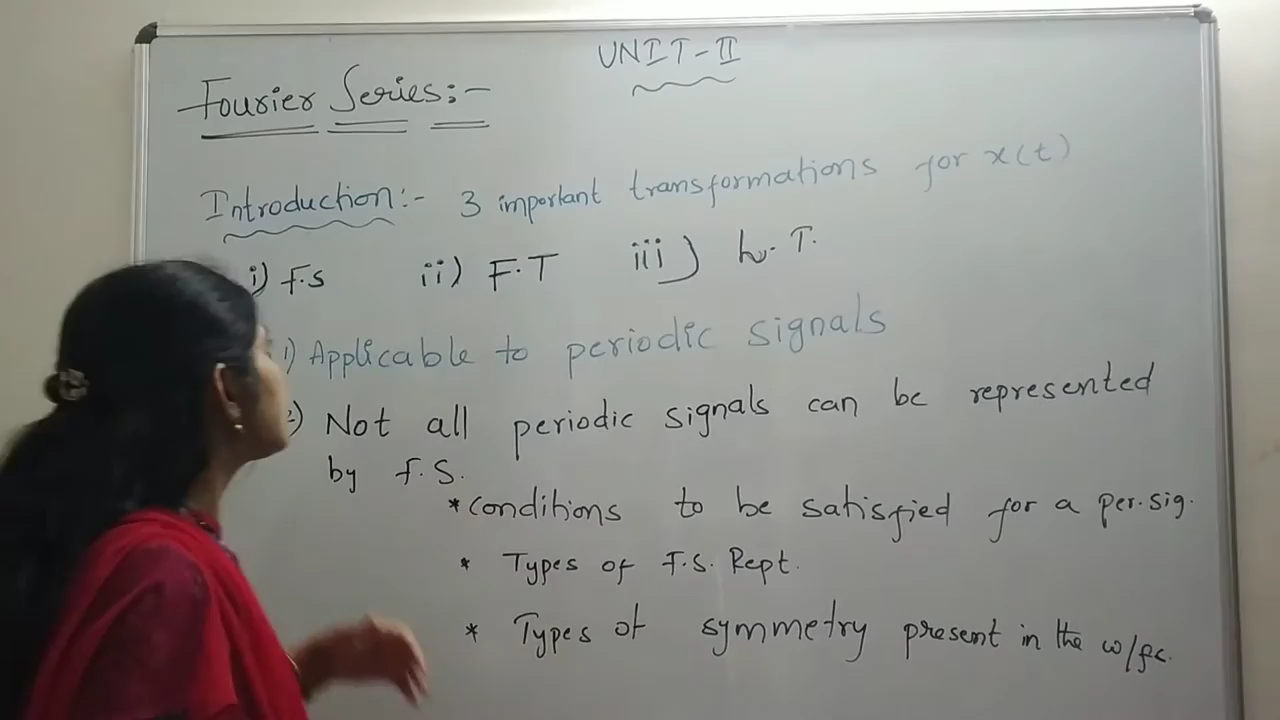 UNIT-II
Fourier Series:-
Introduction:- 3 important transformations for x(t)
i) F.S ii) F.T iii) L.T.
1) Applicable to periodic signals
2) Not all periodic signals can be represented
by F.S.
* conditions to be satisfied for a per.sig.
* Types of F.S. Rept.
* Types of symmetry present in the w/fs.